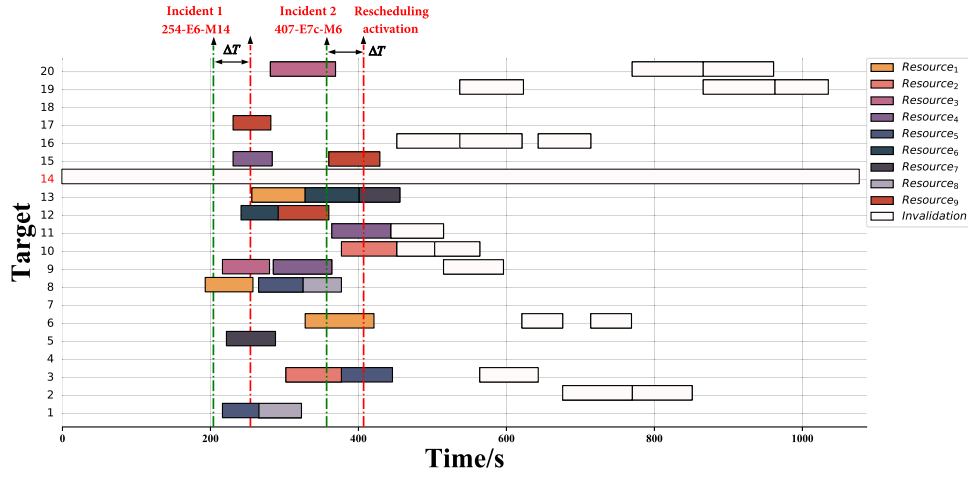 Incident 1
254-E6-M14
Incident 2
407-E7c-M6
Rescheduling
activation
ΔT
ΔT
Target
20
19
18
17
16
15
14
13
12
11
10
9
8
7
6
5
4
3
2
1
0
200
400
600
800
1000
Time/s
Resource1
Resource2
Resource3
Resource4
Resource5
Resource6
Resource7
Resource8
Resource9
Invalidation